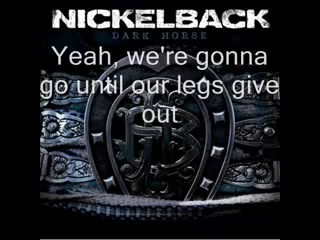 NICKELBACK
DARK HORSE
Yeah, we're gonna
go until our legs give
out